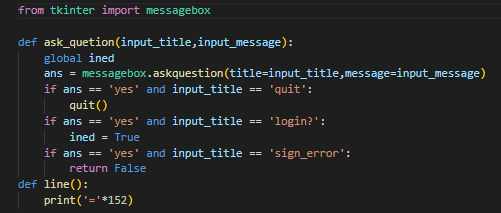 from tkinter import messagebox

def ask_quetion(input_title,input_message):
    global ined
    ans = messagebox.askquestion(title=input_title,message=input_message)
    if ans == 'yes' and input_title == 'quit':
        quit()
    if ans == 'yes' and input_title == 'login?':
        ined = True
    if ans == 'yes' and input_title == 'sign_error':
        return False
def line():
    print('='*152)